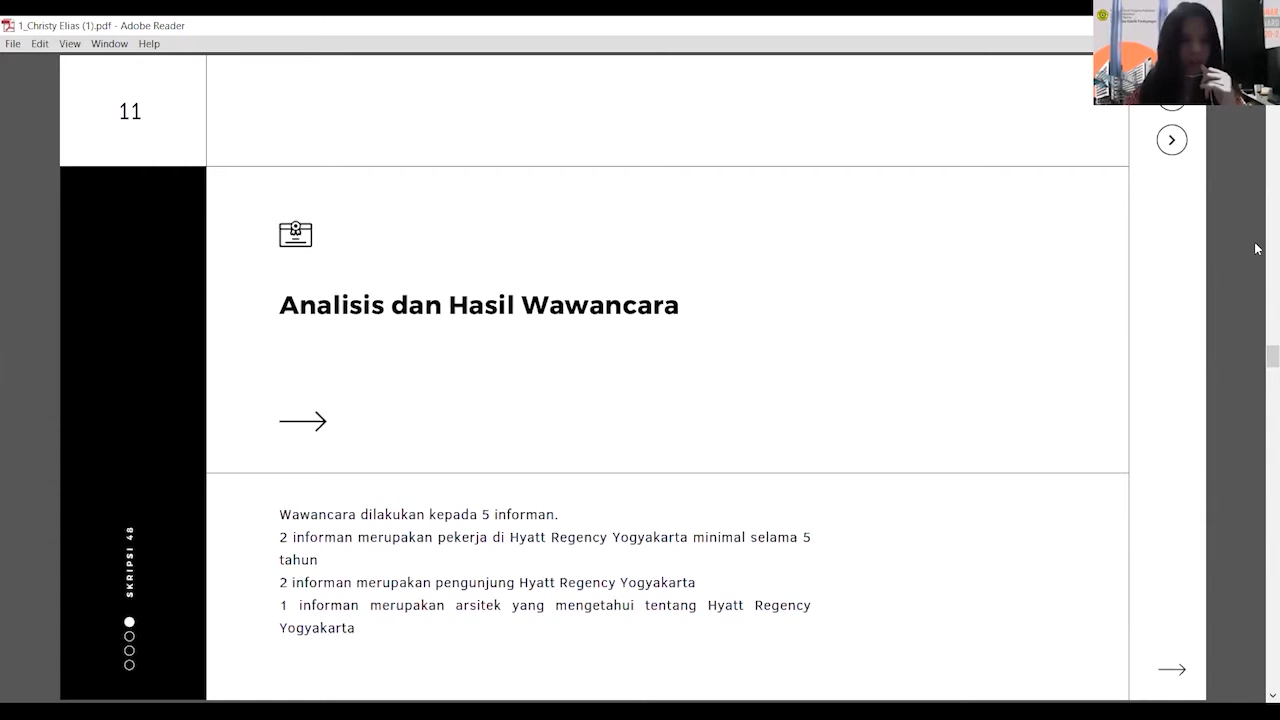 1_Christy Elias (1).pdf - Adobe Reader
File Edit View Window Help
11
Analisis dan Hasil Wawancara
Wawancara dilakukan kepada 5 informan.
2 informan merupakan pekerja di Hyatt Regency Yogyakarta minimal selama 5
tahun
2 informan merupakan pengunjung Hyatt Regency Yogyakarta
1 informan merupakan arsitek yang mengetahui tentang Hyatt Regency
Yogyakarta
SKRIPSI 48